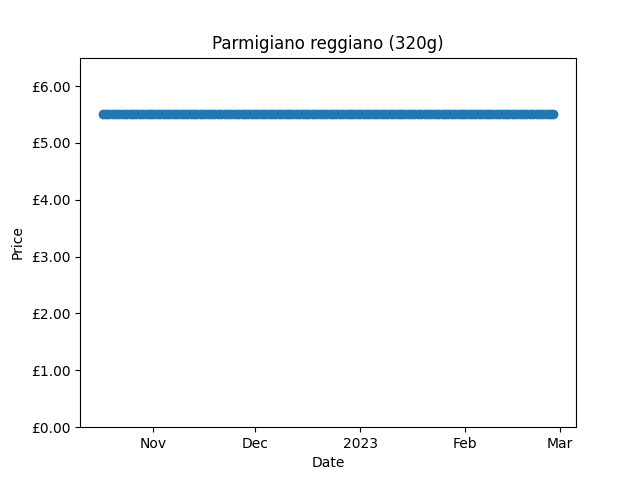 Parmigiano reggiano (320g)
£6.00
£5.00
£4.00
£3.00
£2.00
£1.00
£0.00
Price
Nov Dec 2023 Feb Mar
Date